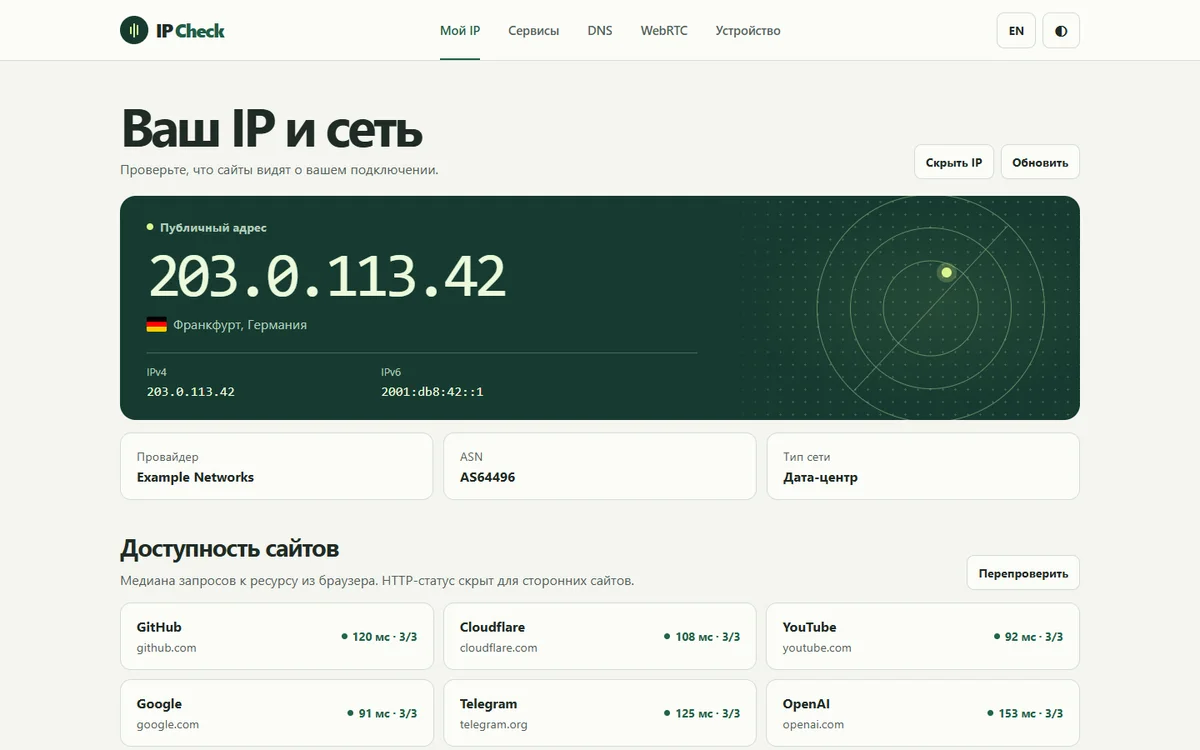 IP Check
Мой IP
Сервисы
DNS
WebRTC
Устройство
EN
Ваш IP и сеть
Проверьте, что сайты видят о вашем подключении.
Скрыть IP
Обновить
Публичный адрес
203.0.113.42
Франкфурт, Германия
IPv4
203.0.113.42
IPv6
2001:db8:42::1
Провайдер
Example Networks
ASN
AS64496
Тип сети
Дата-центр
Доступность сайтов
Медиана запросов к ресурсу из браузера. HTTP-статус скрыт для сторонних сайтов.
Перепроверить
GitHub
github.com
120 мс · 3/3
Cloudflare
cloudflare.com
108 мс · 3/3
YouTube
youtube.com
92 мс · 3/3
Google
google.com
91 мс · 3/3
Telegram
telegram.org
125 мс · 3/3
OpenAI
openai.com
153 мс · 3/3